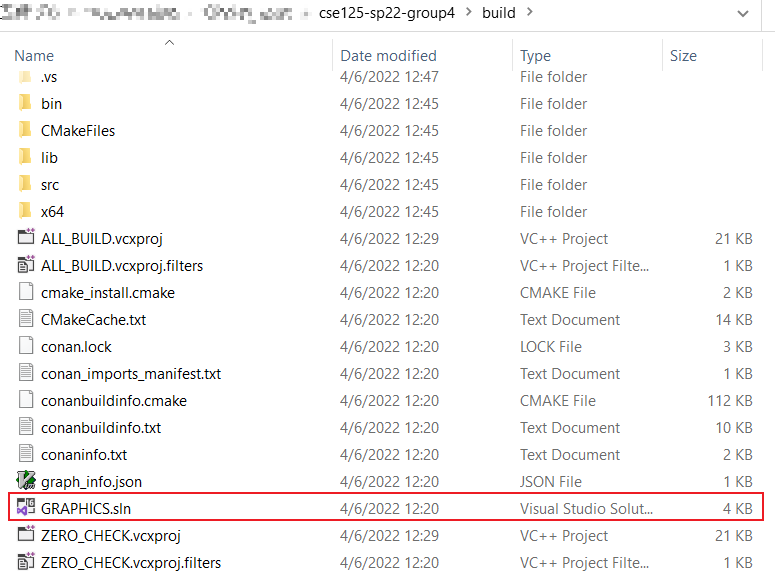 cse125-sp22-group4 > build >
Name Date modified Type Size
.vs 4/6/2022 12:47 File folder
bin 4/6/2022 12:45 File folder
CMakeFiles 4/6/2022 12:45 File folder
lib 4/6/2022 12:45 File folder
src 4/6/2022 12:45 File folder
x64 4/6/2022 12:45 File folder
ALL_BUILD.vcxproj 4/6/2022 12:29 VC++ Project 21 KB
ALL_BUILD.vcxproj.filters 4/6/2022 12:20 VC++ Project Filte... 1 KB
cmake_install.cmake 4/6/2022 12:20 CMAKE File 2 KB
CMakeCache.txt 4/6/2022 12:20 Text Document 14 KB
conan.lock 4/6/2022 12:20 LOCK File 3 KB
conan_imports_manifest.txt 4/6/2022 12:20 Text Document 1 KB
conanbuildinfo.cmake 4/6/2022 12:20 CMAKE File 112 KB
conanbuildinfo.txt 4/6/2022 12:20 Text Document 10 KB
conaninfo.txt 4/6/2022 12:20 Text Document 2 KB
graph_info.json 4/6/2022 12:20 JSON File 1 KB
GRAPHICS.sln 4/6/2022 12:20 Visual Studio Solut... 4 KB
ZERO_CHECK.vcxproj 4/6/2022 12:29 VC++ Project 21 KB
ZERO_CHECK.vcxproj.filters 4/6/2022 12:20 VC++ Project Filte... 1 KB